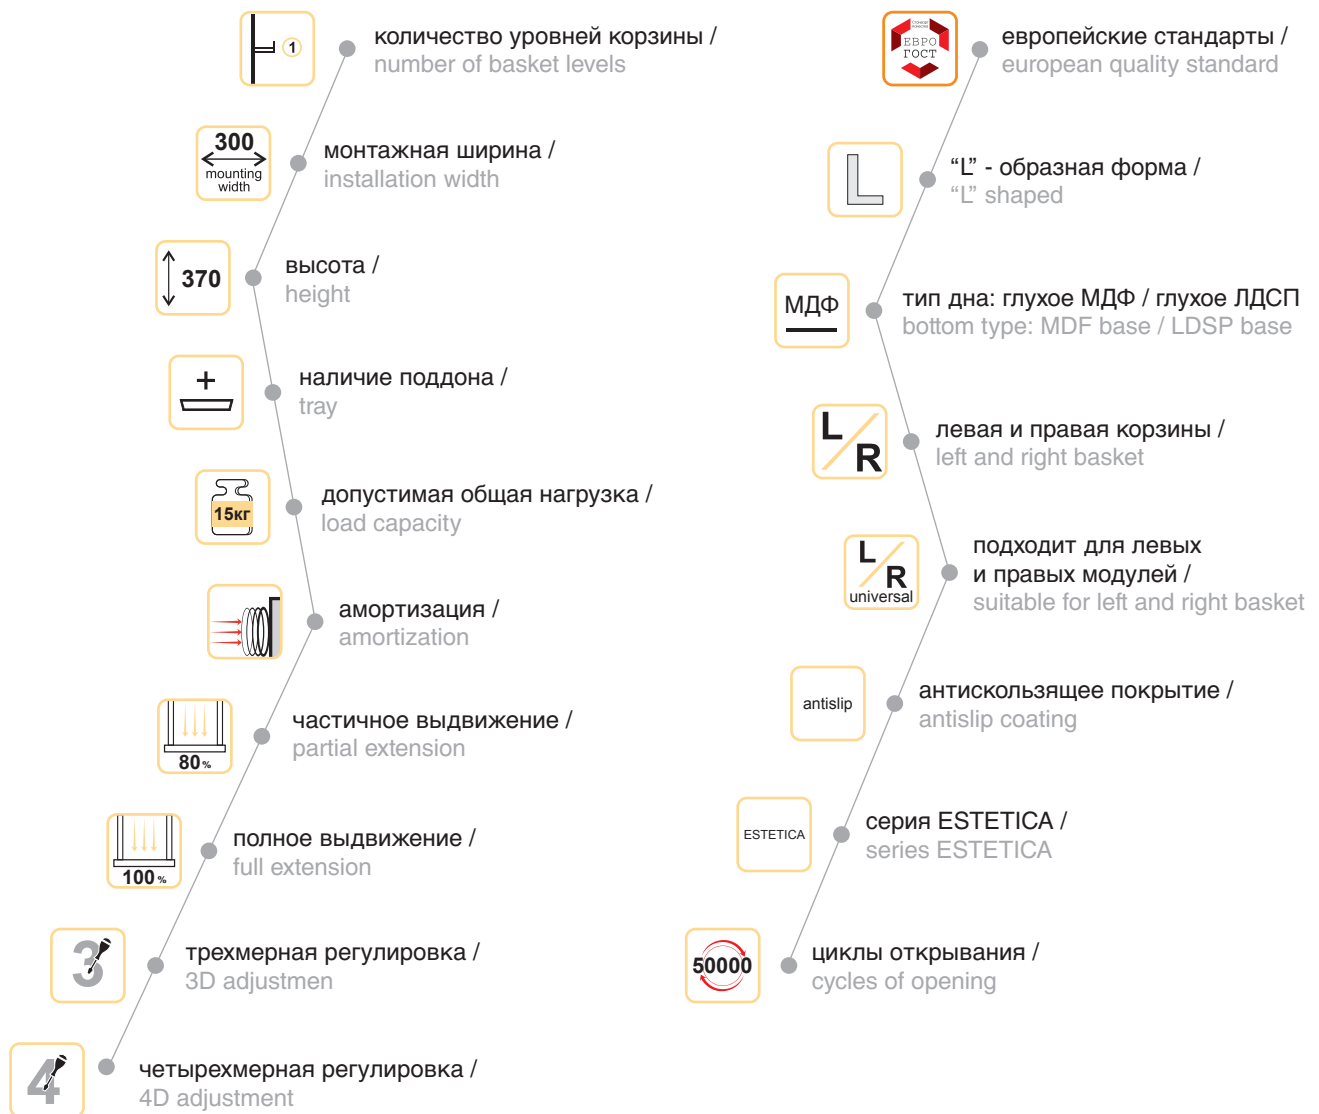 1
количество уровней корзины /
number of basket levels
300
mounting
width
монтажная ширина /
installation width
370
высота /
height
+
наличие поддона /
tray
15кг
допустимая общая нагрузка /
load capacity
амортизация /
amortization
80%
частичное выдвижение /
partial extension
100%
полное выдвижение /
full extension
3
трехмерная регулировка /
3D adjustmen
4
четырехмерная регулировка /
4D adjustment
ЕВРО
ГОСТ
европейские стандарты /
european quality standard
L
“L” - образная форма /
“L” shaped
МДФ
тип дна: глухое МДФ / глухое ЛДСП
bottom type: MDF base / LDSP base
L/R
левая и правая корзины /
left and right basket
L/R
universal
подходит для левых
и правых модулей /
suitable for left and right basket
antislip
антискользящее покрытие /
antislip coating
ESTETICA
серия ESTETICA /
series ESTETICA
50000
циклы открывания /
cycles of opening